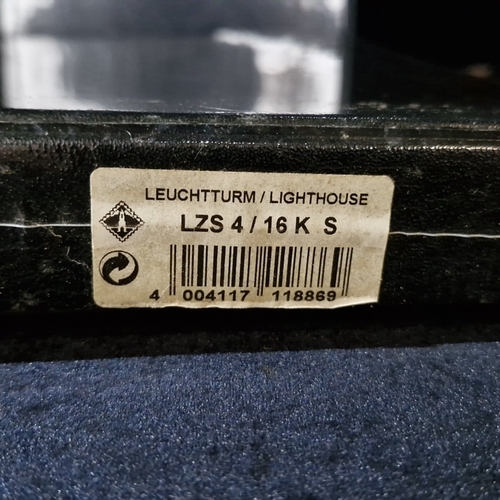 LEUCHTTURM / LIGHTHOUSE
LZS 4 / 16 K S
4 004117 118869